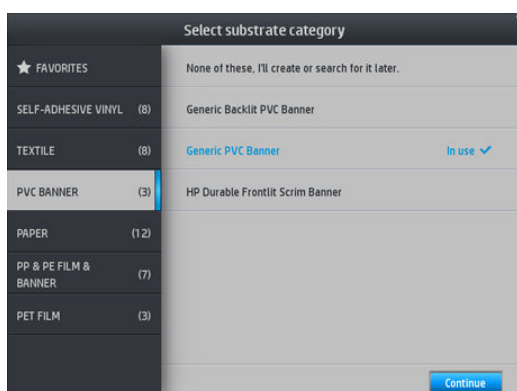 Select substrate category
FAVORITES
SELF-ADHESIVE VINYL (8)
TEXTILE (8)
PVC BANNER (3)
PAPER (12)
PP & PE FILM &
BANNER (7)
PET FILM (3)
None of these, I'll create or search for it later.
Generic Backlit PVC Banner
Generic PVC Banner In use
HP Durable Frontlit Scrim Banner
Continue